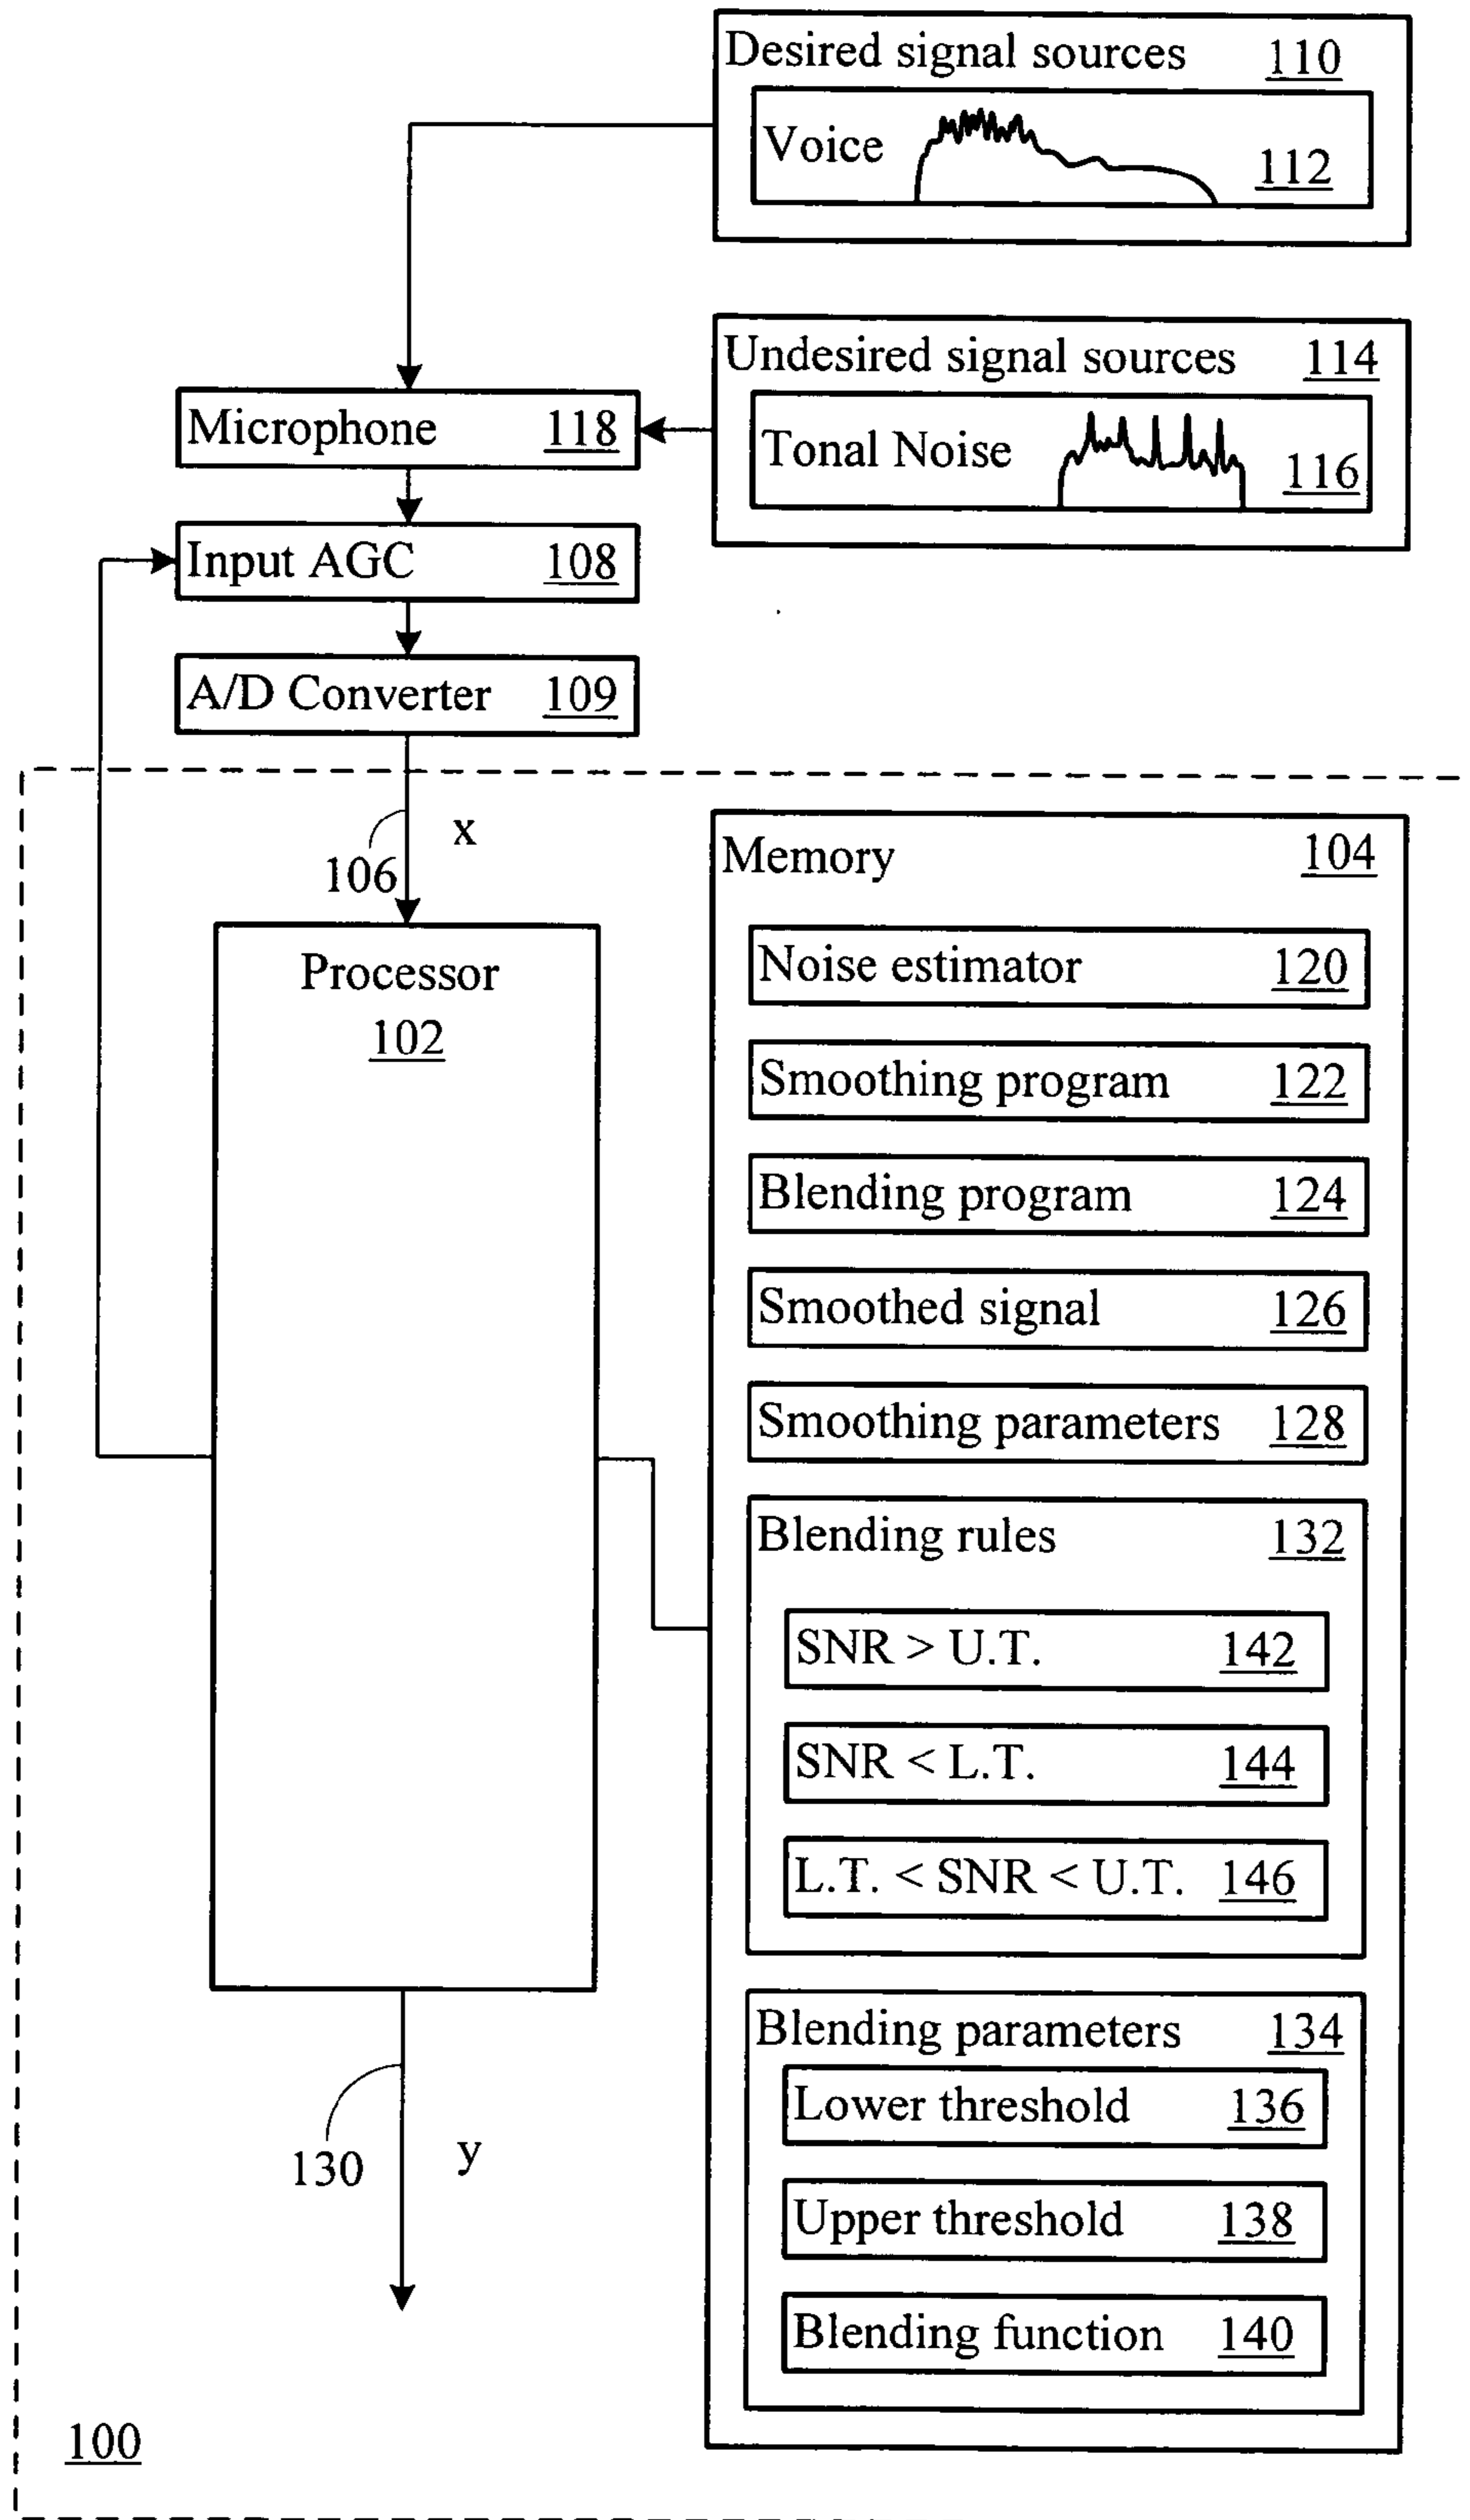 Desired signal sources 110
Voice 112
Undesired signal sources 114
Tonal Noise 116
Microphone 118
Input AGC 108
A/D Converter 109
x
106
Processor
102
Memory 104
Noise estimator 120
Smoothing program 122
Blending program 124
Smoothed signal 126
Smoothing parameters 128
Blending rules 132
SNR > U.T. 142
SNR < L.T. 144
L.T. < SNR < U.T. 146
Blending parameters 134
Lower threshold 136
Upper threshold 138
Blending function 140
130
y
100